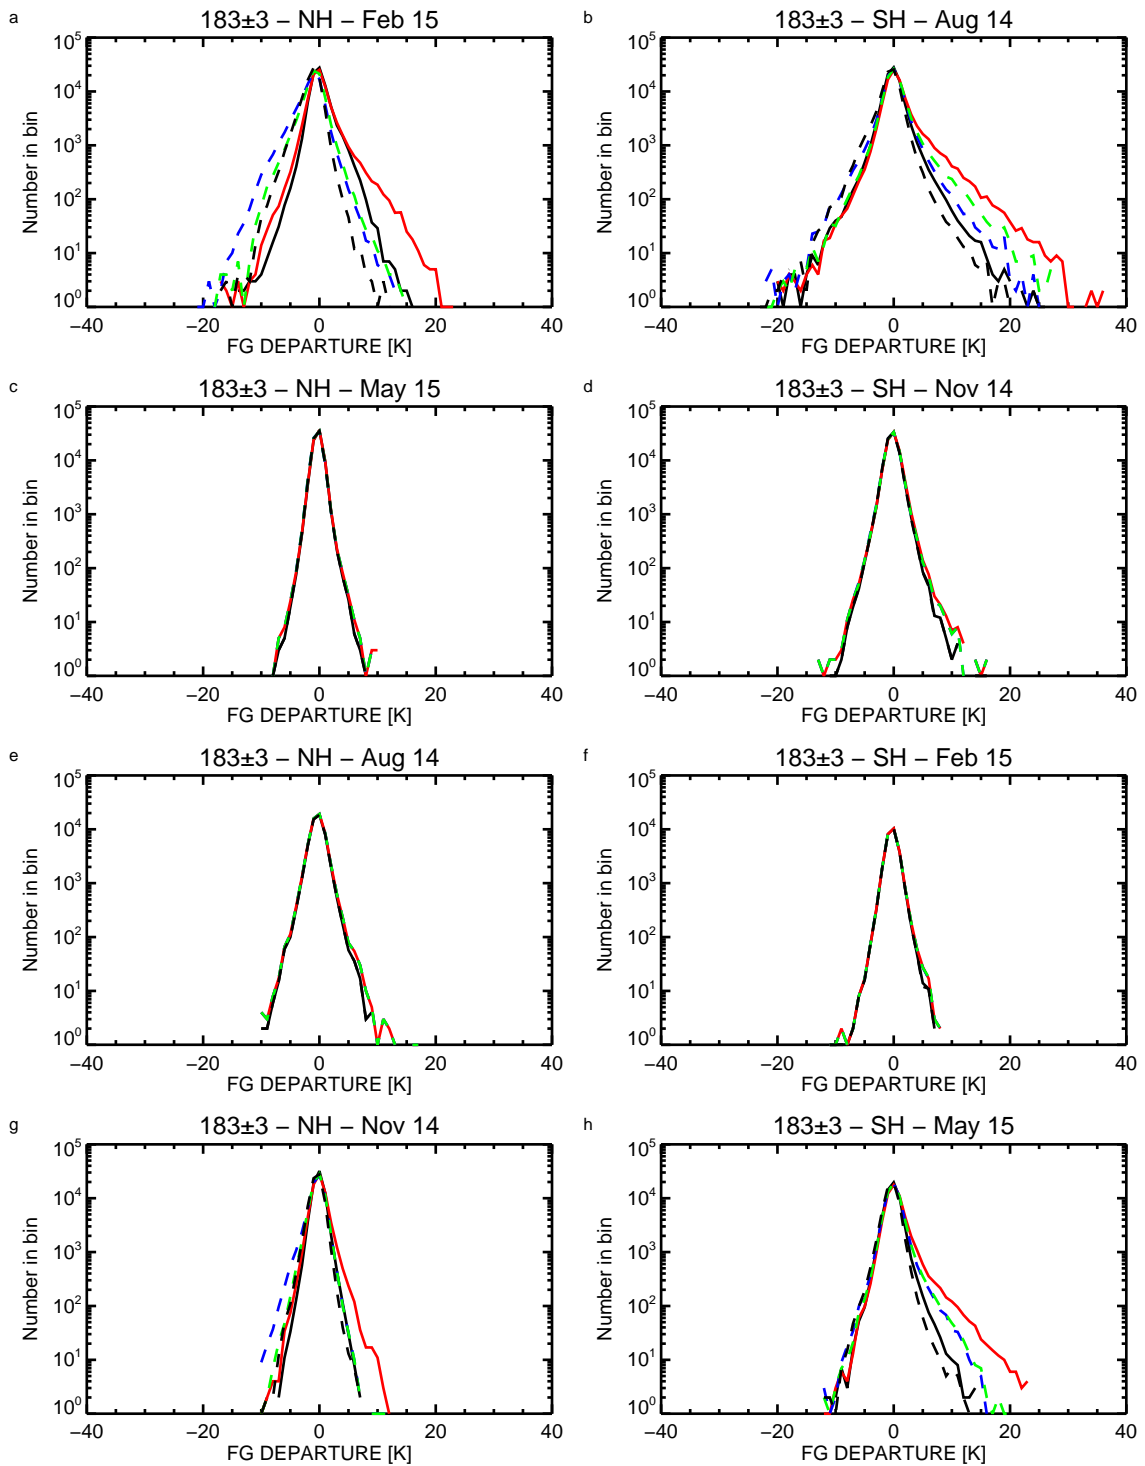 a 183±3 – NH – Feb 15
10^5
10^4
10^3
10^2
10^1
10^0
Number in bin
−40 −20 0 20 40
FG DEPARTURE [K]
b 183±3 – SH – Aug 14
10^5
10^4
10^3
10^2
10^1
10^0
Number in bin
−40 −20 0 20 40
FG DEPARTURE [K]
c 183±3 – NH – May 15
10^5
10^4
10^3
10^2
10^1
10^0
Number in bin
−40 −20 0 20 40
FG DEPARTURE [K]
d 183±3 – SH – Nov 14
10^5
10^4
10^3
10^2
10^1
10^0
Number in bin
−40 −20 0 20 40
FG DEPARTURE [K]
e 183±3 – NH – Aug 14
10^5
10^4
10^3
10^2
10^1
10^0
Number in bin
−40 −20 0 20 40
FG DEPARTURE [K]
f 183±3 – SH – Feb 15
10^5
10^4
10^3
10^2
10^1
10^0
Number in bin
−40 −20 0 20 40
FG DEPARTURE [K]
g 183±3 – NH – Nov 14
10^5
10^4
10^3
10^2
10^1
10^0
Number in bin
−40 −20 0 20 40
FG DEPARTURE [K]
h 183±3 – SH – May 15
10^5
10^4
10^3
10^2
10^1
10^0
Number in bin
−40 −20 0 20 40
FG DEPARTURE [K]